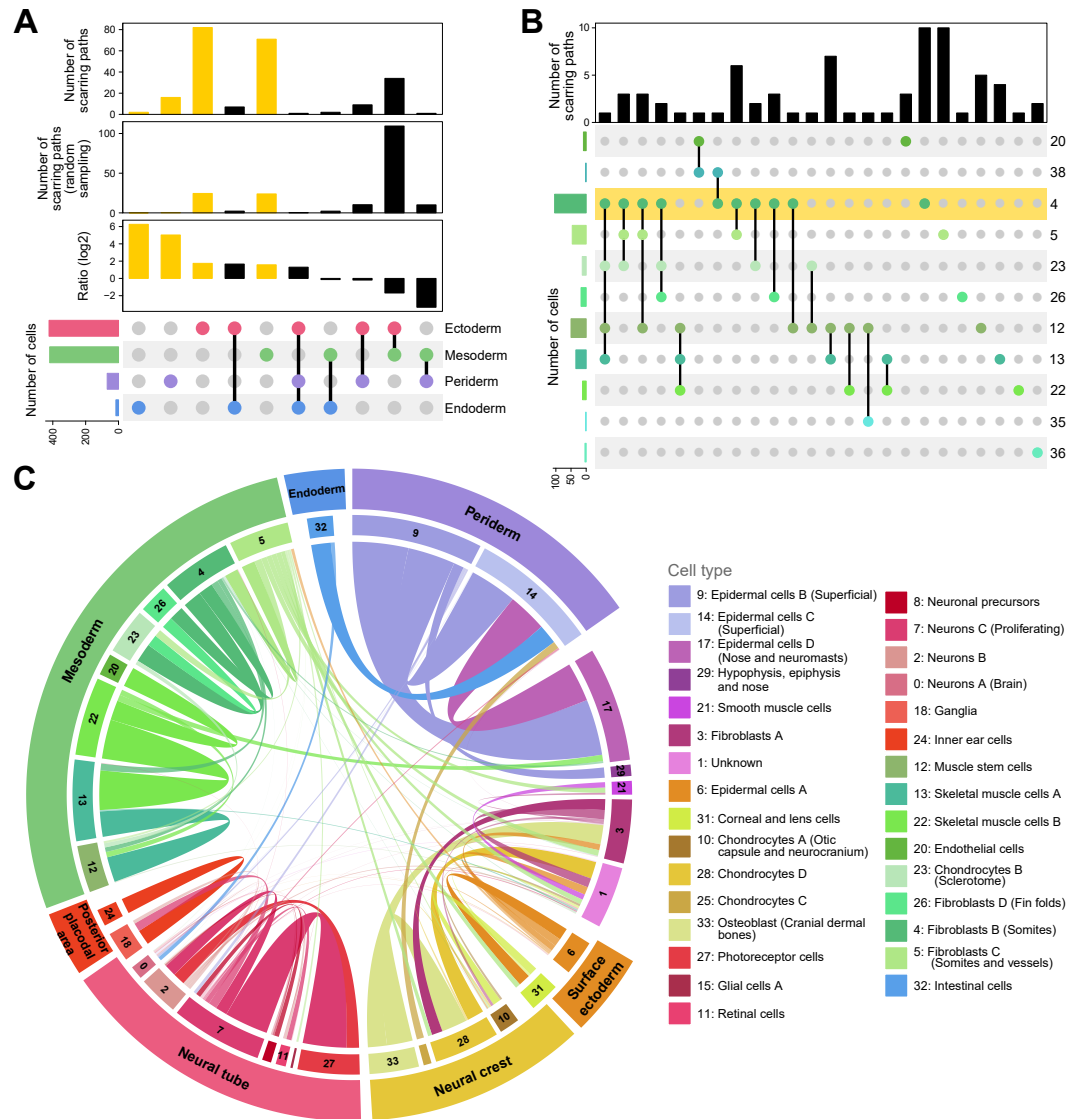 A
Number of
scarring paths
80
60
40
20
0
Number of
scarring paths
(random
sampling)
100
50
0
Ratio (log2)
6
4
2
0
−2
Number of cells
Ectoderm
Mesoderm
Periderm
Endoderm
400
200
0
B
Number of
scarring paths
10
5
0
Number of cells
20
38
4
5
23
26
12
13
22
35
36
100
50
0
C
Endoderm
32
Periderm
9
14
17
29
21
3
1
Surface
ectoderm
6
31
Neural crest
10
28
33
Neural tube
27
11
7
2
0
Posterior
placodal
area
18
24
Mesoderm
12
13
22
20
23
26
4
5
Cell type
9: Epidermal cells B (Superficial)
14: Epidermal cells C
(Superficial)
17: Epidermal cells D
(Nose and neuromasts)
29: Hypophysis, epiphysis
and nose
21: Smooth muscle cells
3: Fibroblasts A
1: Unknown
6: Epidermal cells A
31: Corneal and lens cells
10: Chondrocytes A (Otic
capsule and neurocranium)
28: Chondrocytes D
25: Chondrocytes C
33: Osteoblast (Cranial dermal
bones)
27: Photoreceptor cells
15: Glial cells A
11: Retinal cells
8: Neuronal precursors
7: Neurons C (Proliferating)
2: Neurons B
0: Neurons A (Brain)
18: Ganglia
24: Inner ear cells
12: Muscle stem cells
13: Skeletal muscle cells A
22: Skeletal muscle cells B
20: Endothelial cells
23: Chondrocytes B
(Sclerotome)
26: Fibroblasts D (Fin folds)
4: Fibroblasts B (Somites)
5: Fibroblasts C
(Somites and vessels)
32: Intestinal cells